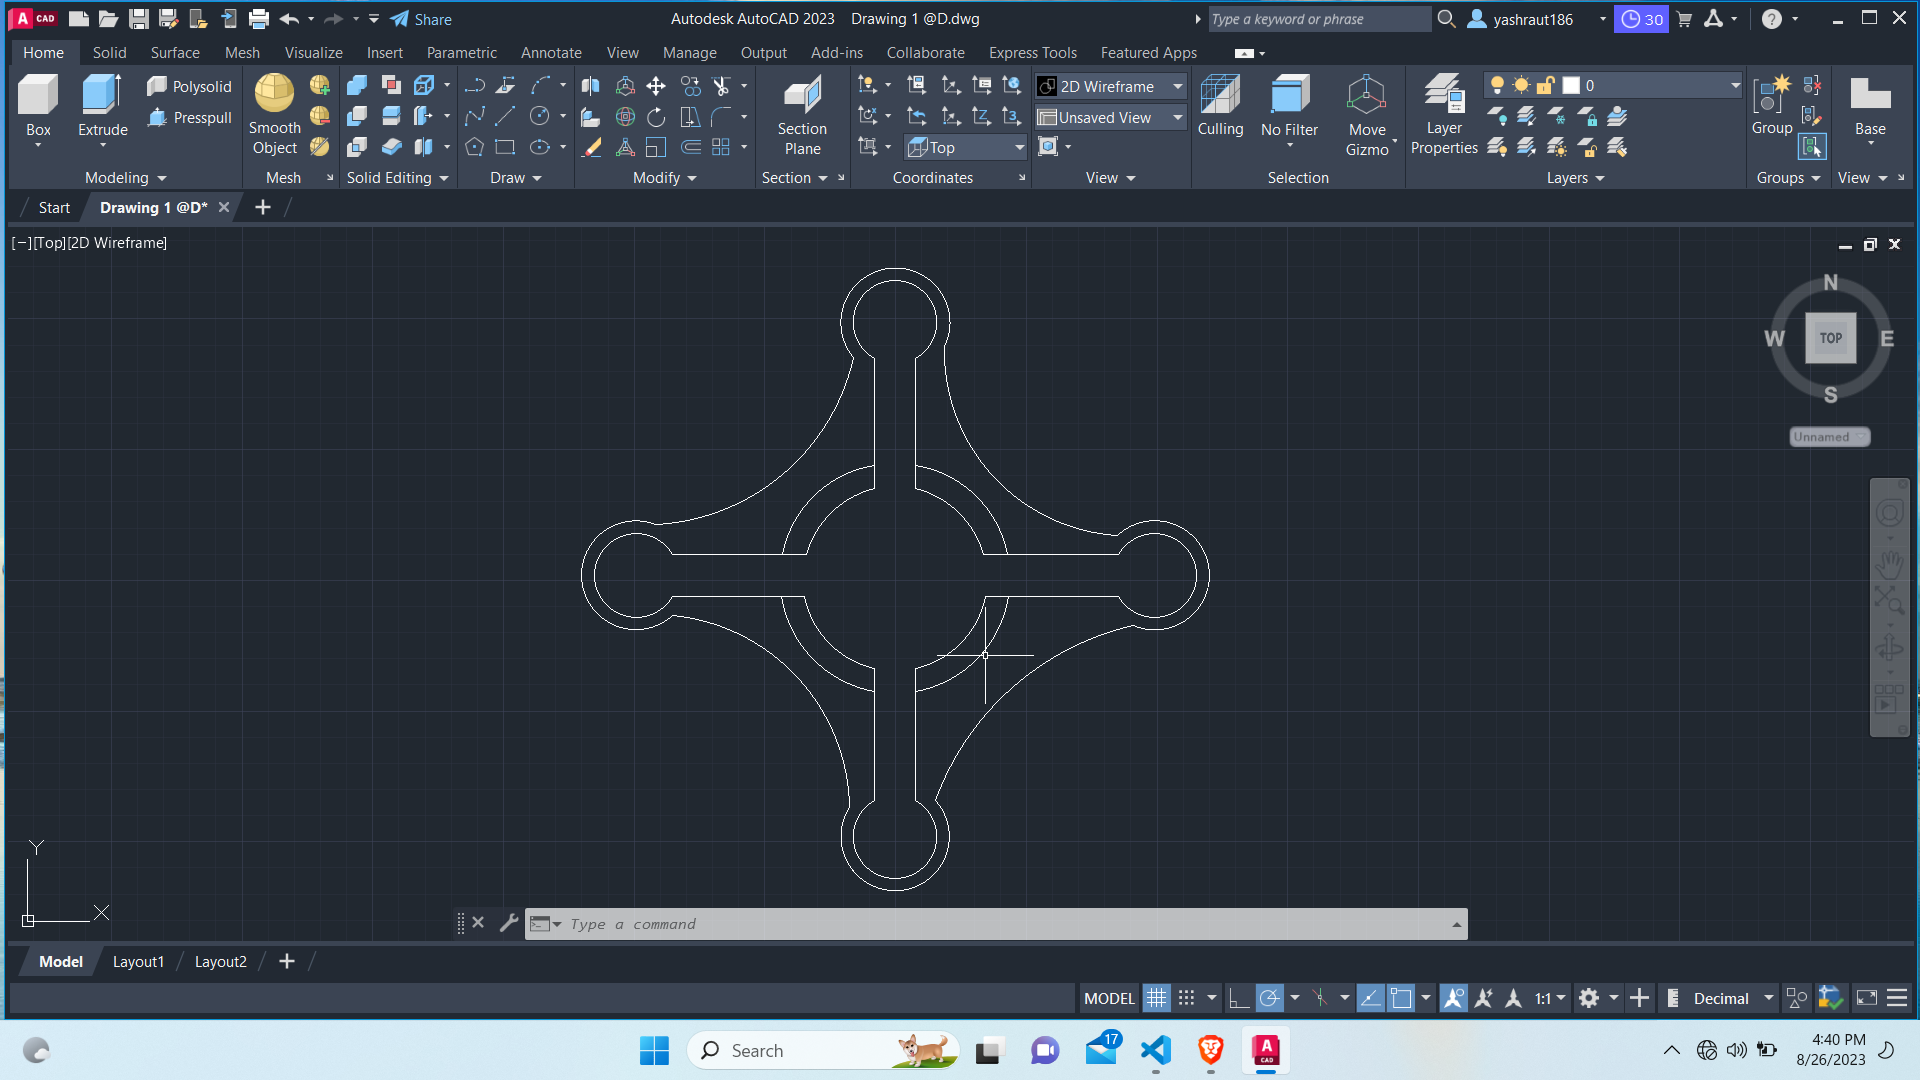 A CAD
Share
Autodesk AutoCAD 2023 Drawing 1 @D.dwg
Type a keyword or phrase
yashraut186
30
Home Solid Surface Mesh Visualize Insert Parametric Annotate View Manage Output Add-ins Collaborate Express Tools Featured Apps
Box
Extrude
Polysolid
Presspull
Smooth
Object
Section
Plane
Top
2D Wireframe
Unsaved View
Culling
No Filter
Move
Gizmo
Layer
Properties
0
Group
Base
Modeling
Mesh
Solid Editing
Draw
Modify
Section
Coordinates
View
Selection
Layers
Groups
View
Start
Drawing 1 @D*
[−][Top][2D Wireframe]
N
W
TOP
E
S
Unnamed
Y
X
Type a command
Model
Layout1
Layout2
MODEL
1:1
Decimal
Search
17
A
CAD
4:40 PM
8/26/2023